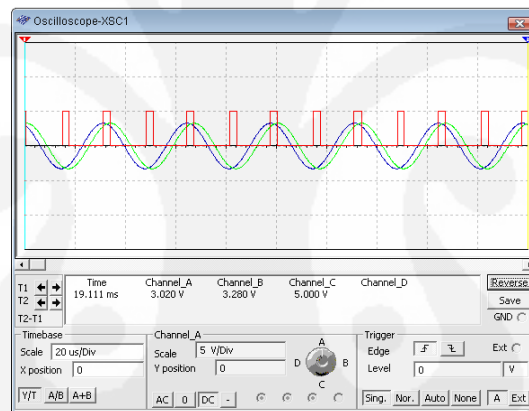 Oscilloscope-XSC1
1 2
Time Channel_A Channel_B Channel_C Channel_D
19.111 ms 3.020 V 3.280 V 5.000 V
T1
T2
T2-T1
Reverse
Save
GND
Timebase
Scale 20 us/Div
X position 0
Y/T A/B A+B
Channel_A
Scale 5 V/Div
Y position 0
AC 0 DC -
A
B
C
D
Trigger
Edge Ext
Level 0 V
Sing. Nor. Auto None A Ext